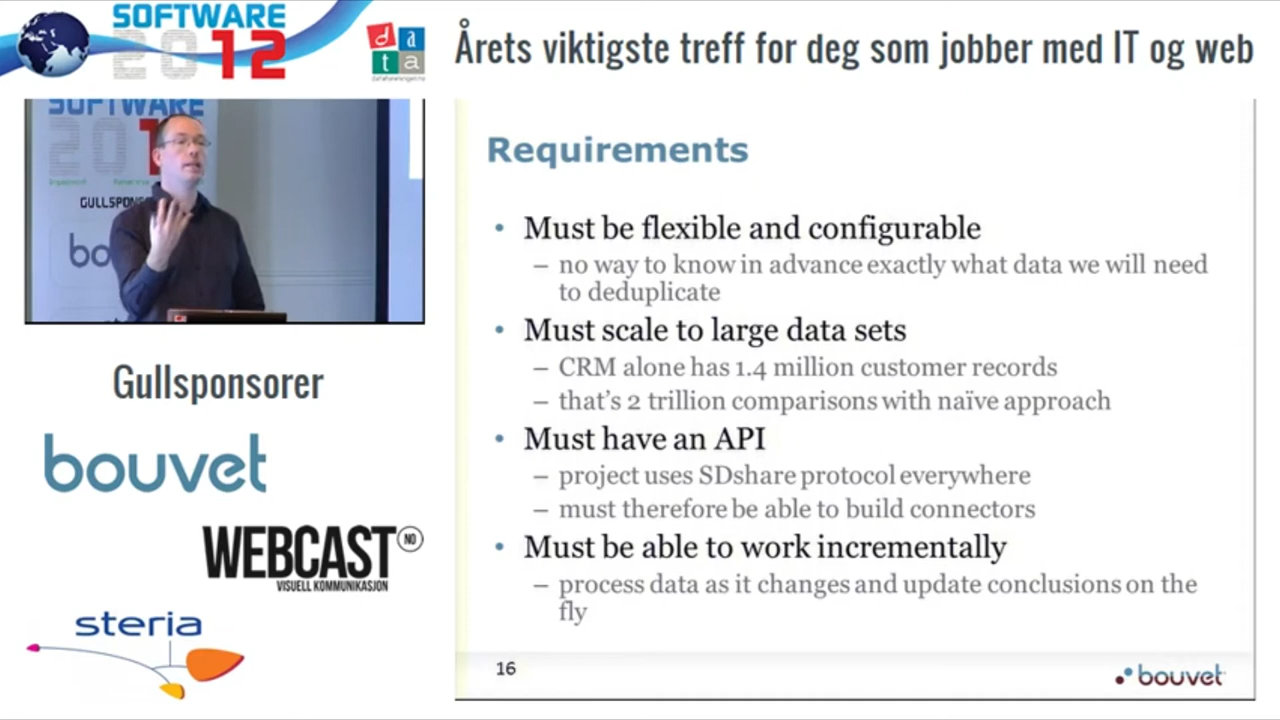 SOFTWARE
2012
data
Årets viktigste treff for deg som jobber med IT og web
SOFTWARE
201
GULLSPONS
bo
Requirements
• Must be flexible and configurable
– no way to know in advance exactly what data we will need
to deduplicate
• Must scale to large data sets
– CRM alone has 1.4 million customer records
– that's 2 trillion comparisons with naïve approach
• Must have an API
– project uses SDshare protocol everywhere
– must therefore be able to build connectors
• Must be able to work incrementally
– process data as it changes and update conclusions on the
fly
16
bouvet
Gullsponsorer
bouvet
WEBCAST NO
VISUELL KOMMUNIKASJON
steria